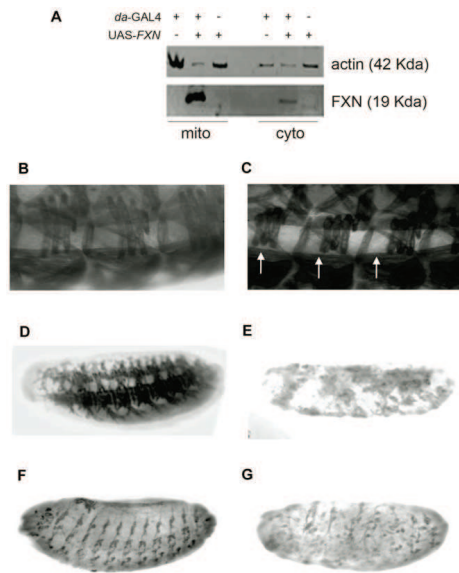 A
da-GAL4 + + - + + -
UAS-FXN - + + - + +
actin (42 Kda)
FXN (19 Kda)
mito cyto
B C
D E
F G